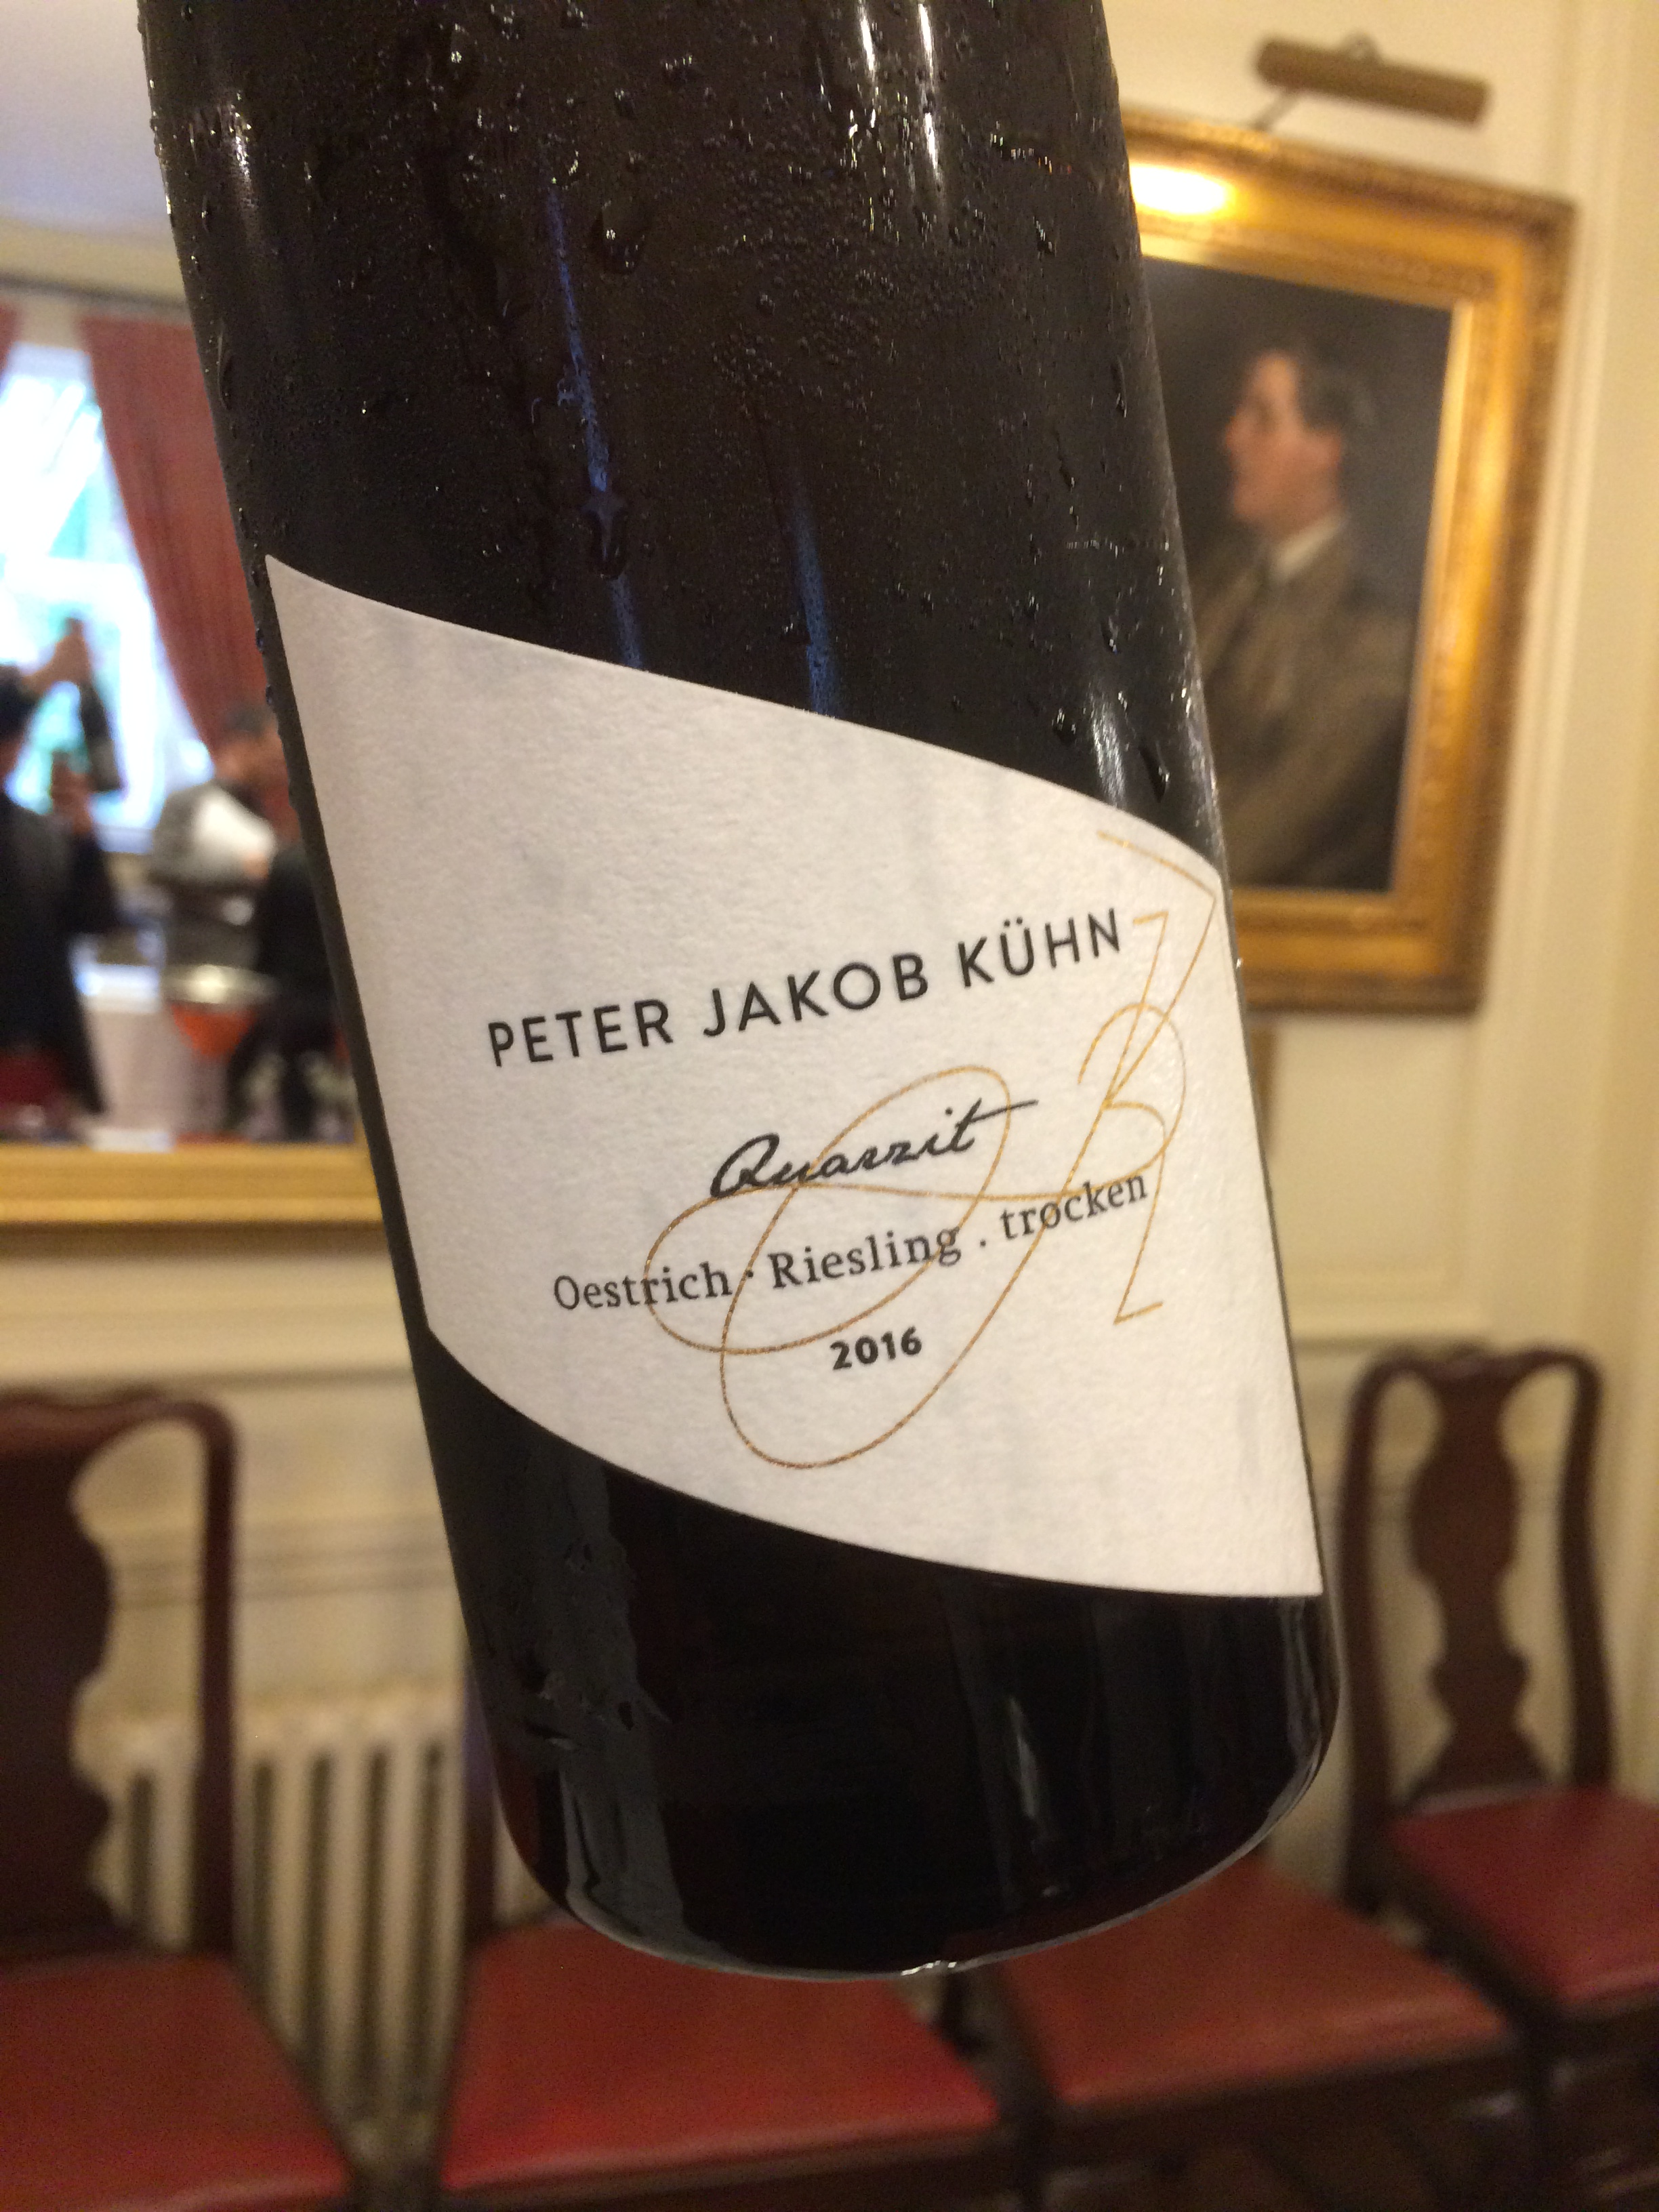 PETER JAKOB KÜHN
Quarzit
Oestrich · Riesling . trocken
2016